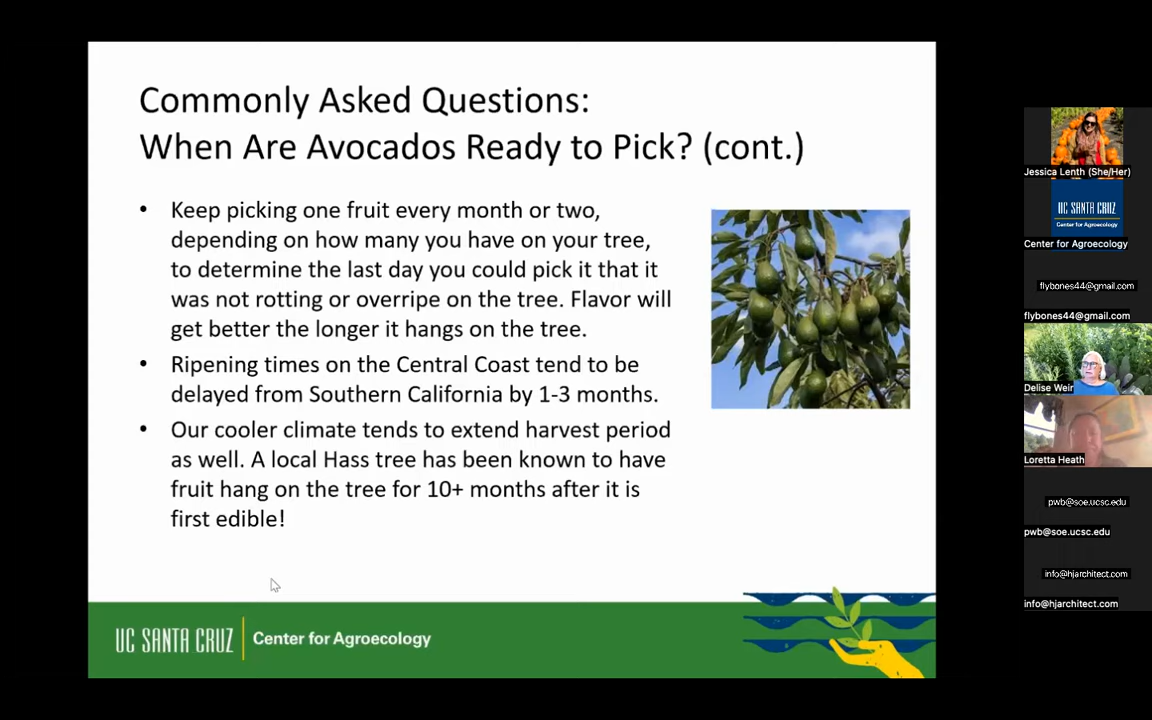 Commonly Asked Questions:
When Are Avocados Ready to Pick? (cont.)
• Keep picking one fruit every month or two,
depending on how many you have on your tree,
to determine the last day you could pick it that it
was not rotting or overripe on the tree. Flavor will
get better the longer it hangs on the tree.
• Ripening times on the Central Coast tend to be
delayed from Southern California by 1-3 months.
• Our cooler climate tends to extend harvest period
as well. A local Hass tree has been known to have
fruit hang on the tree for 10+ months after it is
first edible!
UC SANTA CRUZ
Center for Agroecology
Jessica Lenth (She/Her)
UC SANTA CRUZ
Center for Agroecology
Center for Agroecology
flybones44@gmail.com
flybones44@gmail.com
Delise Weir
Loretta Heath
pwb@soe.ucsc.edu
pwb@soe.ucsc.edu
info@hjarchitect.com
info@hjarchitect.com